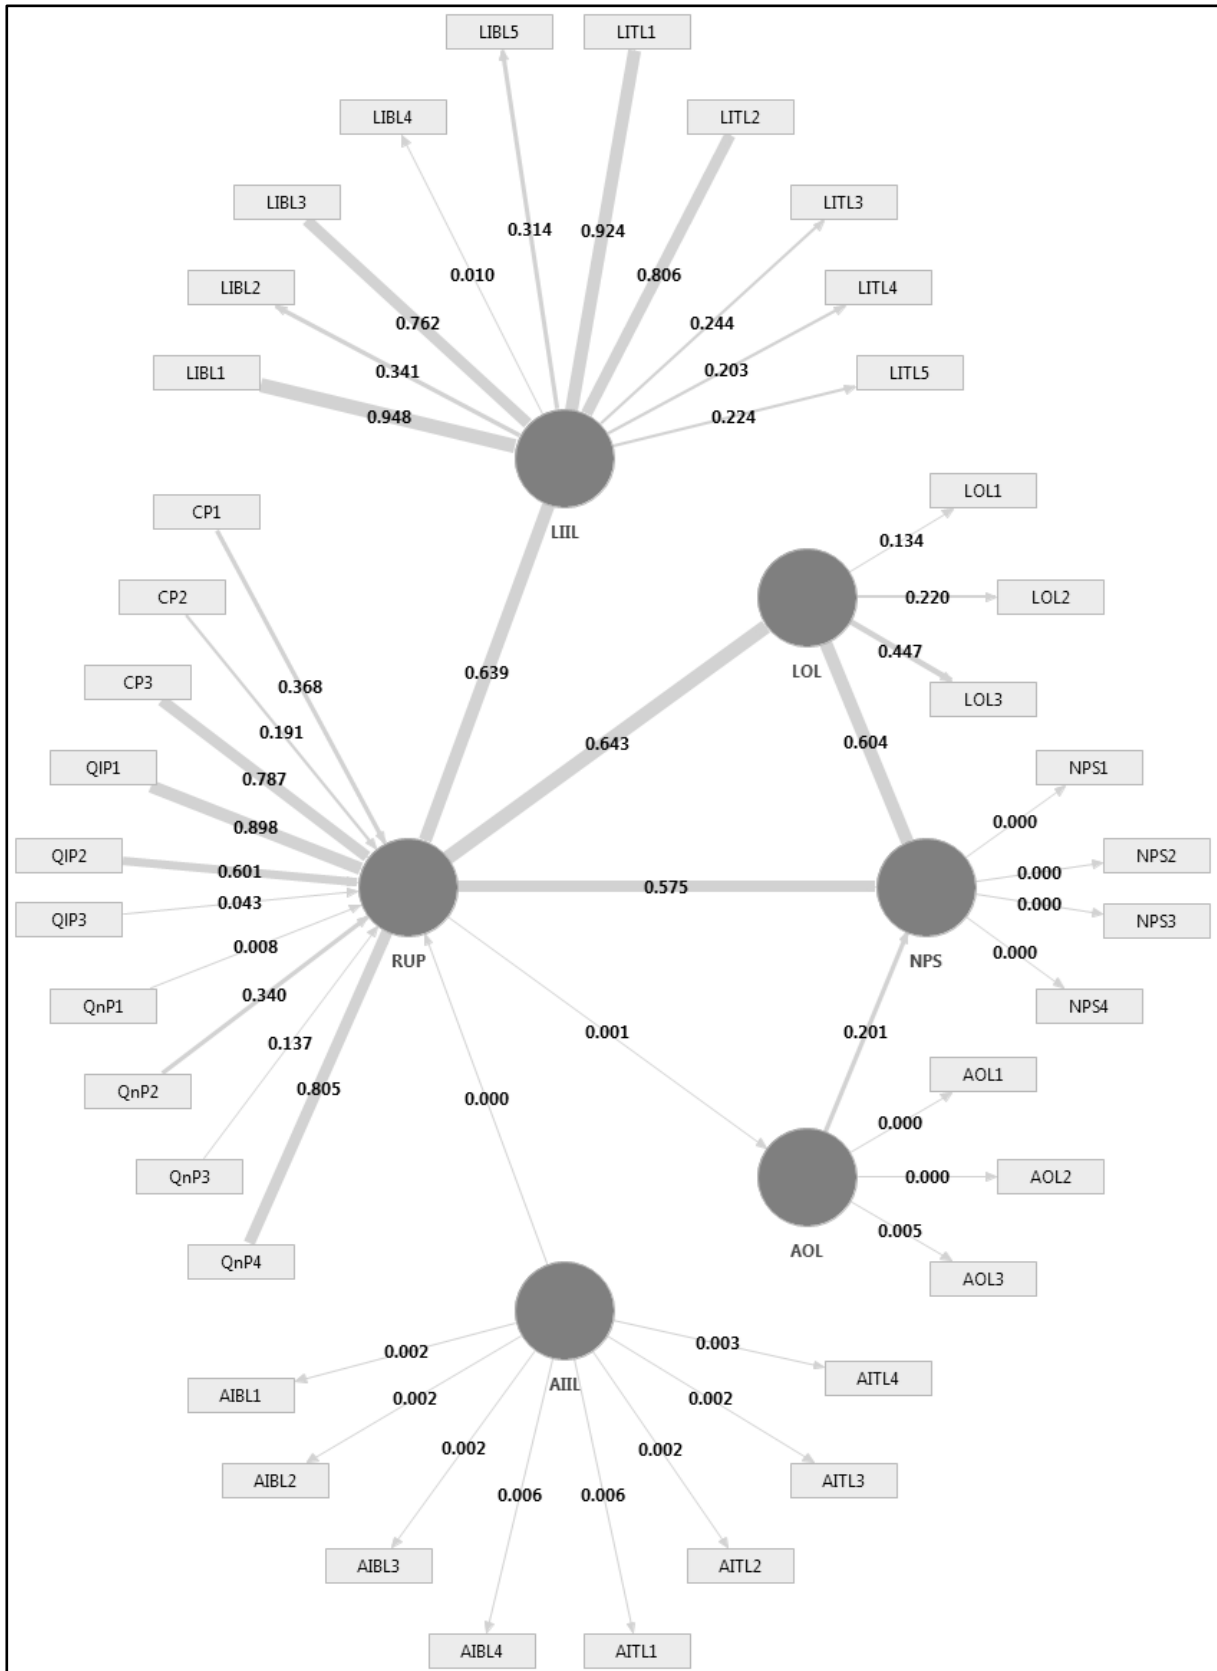 LIBL5 LITL1
LIBL4 LITL2
LIBL3 LITL3
0.314 0.924
0.010 0.806
LIBL2 LITL4
0.762 0.244
0.341 0.203
LIBL1 LITL5
0.948 0.224
LOL1
CP1
LIIL 0.134
CP2 0.220 LOL2
0.447
LOL
CP3 0.639 LOL3
0.368
0.191
0.643 0.604
QIP1 NPS1
0.787
0.898 0.000
QIP2 NPS2
0.601 0.000
0.575
0.043 0.000
QIP3 NPS3
0.008 0.000
RUP NPS
0.340
QnP1 NPS4
0.137 0.001 0.201
AOL1
QnP2 0.805
0.000 0.000
QnP3 0.000 AOL2
0.005
AOL
QnP4 AOL3
0.003
0.002
AITL4
AIIL
AIBL1
0.002 0.002
0.002 0.002
AIBL2 AITL3
0.006 0.006
AIBL3 AITL2
AIBL4 AITL1